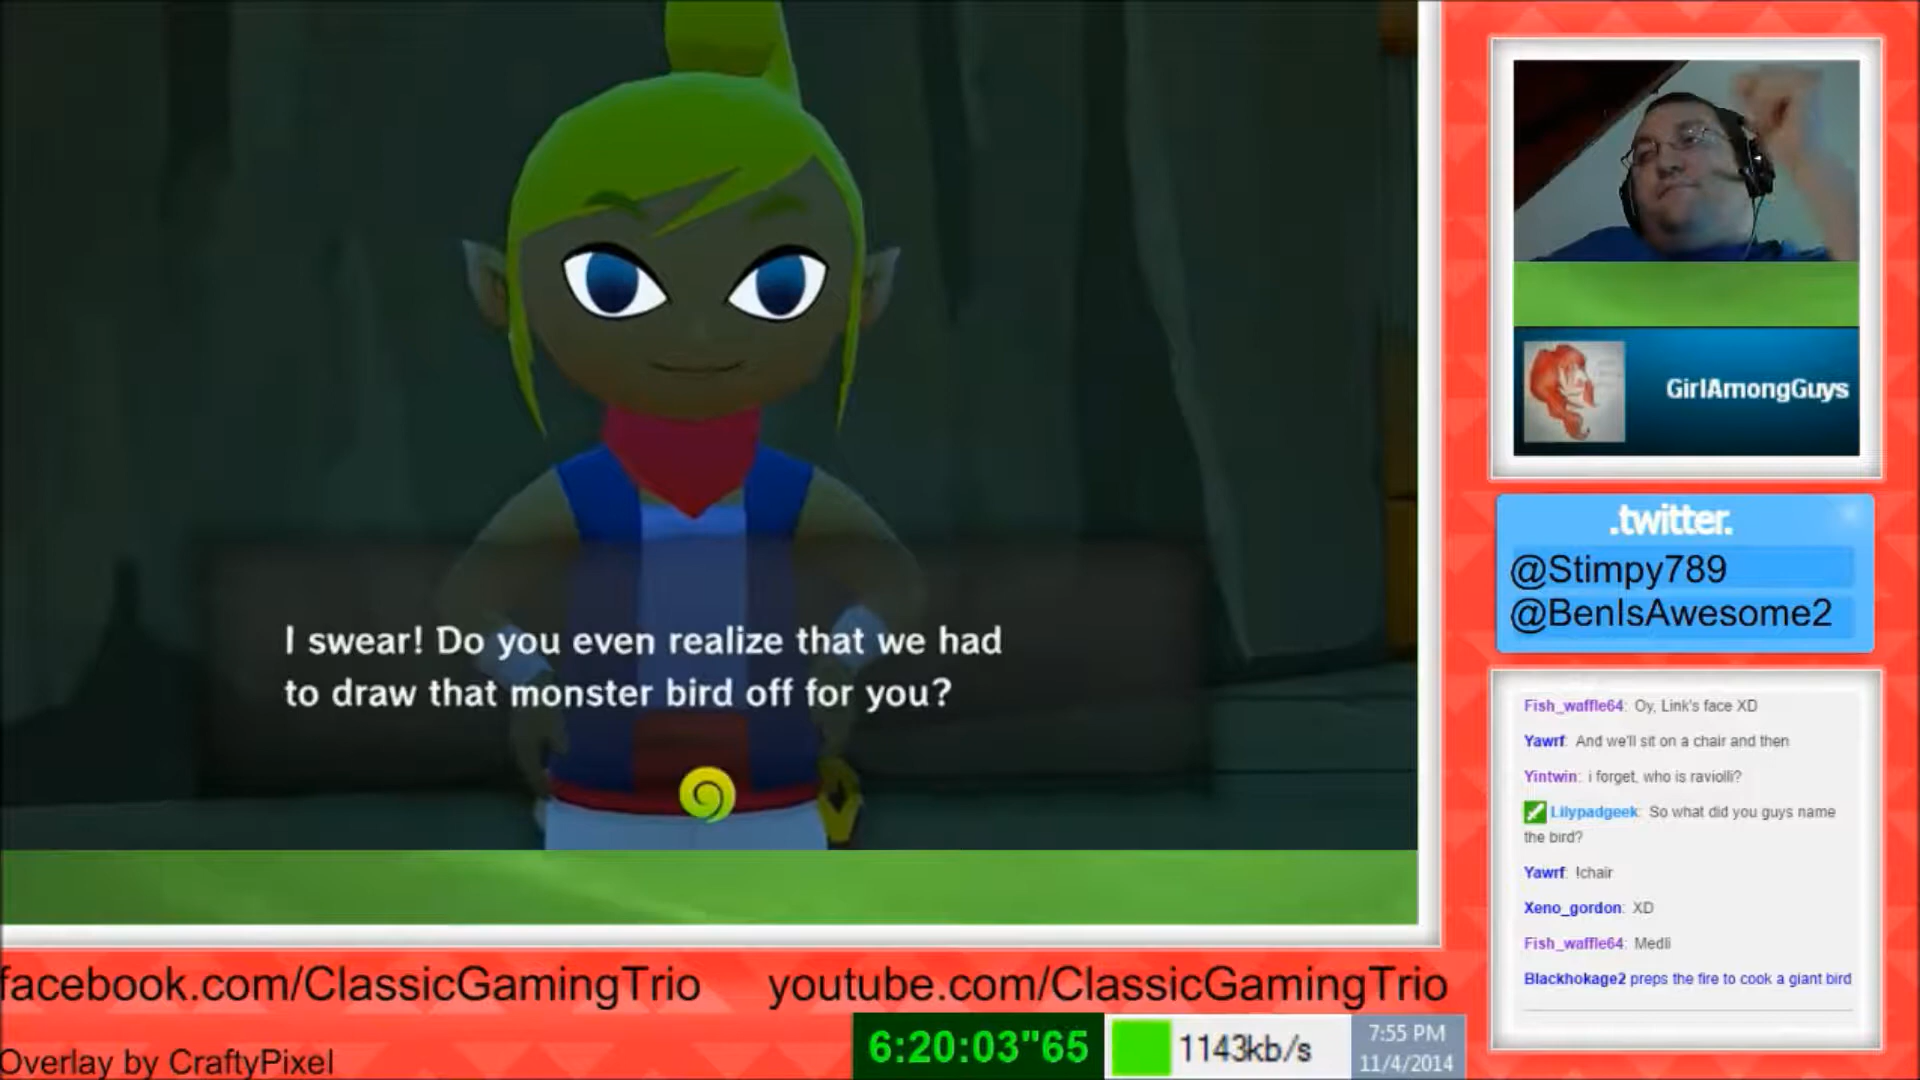 I swear! Do you even realize that we had
to draw that monster bird off for you?
GirlAmongGuys
.twitter.
@Stimpy789
@BenIsAwesome2
Fish_waffle64: Oy, Link's face XD
Yawrf: And we'll sit on a chair and then
Yintwin: i forget, who is raviolli?
Lilypadgeek: So what did you guys name
the bird?
Yawrf: !chair
Xeno_gordon: XD
Fish_waffle64: Medli
Blackhokage2 preps the fire to cook a giant bird
facebook.com/ClassicGamingTrio
youtube.com/ClassicGamingTrio
6:20:03"65
1143kb/s
7:55 PM
11/4/2014
Overlay by CraftyPixel